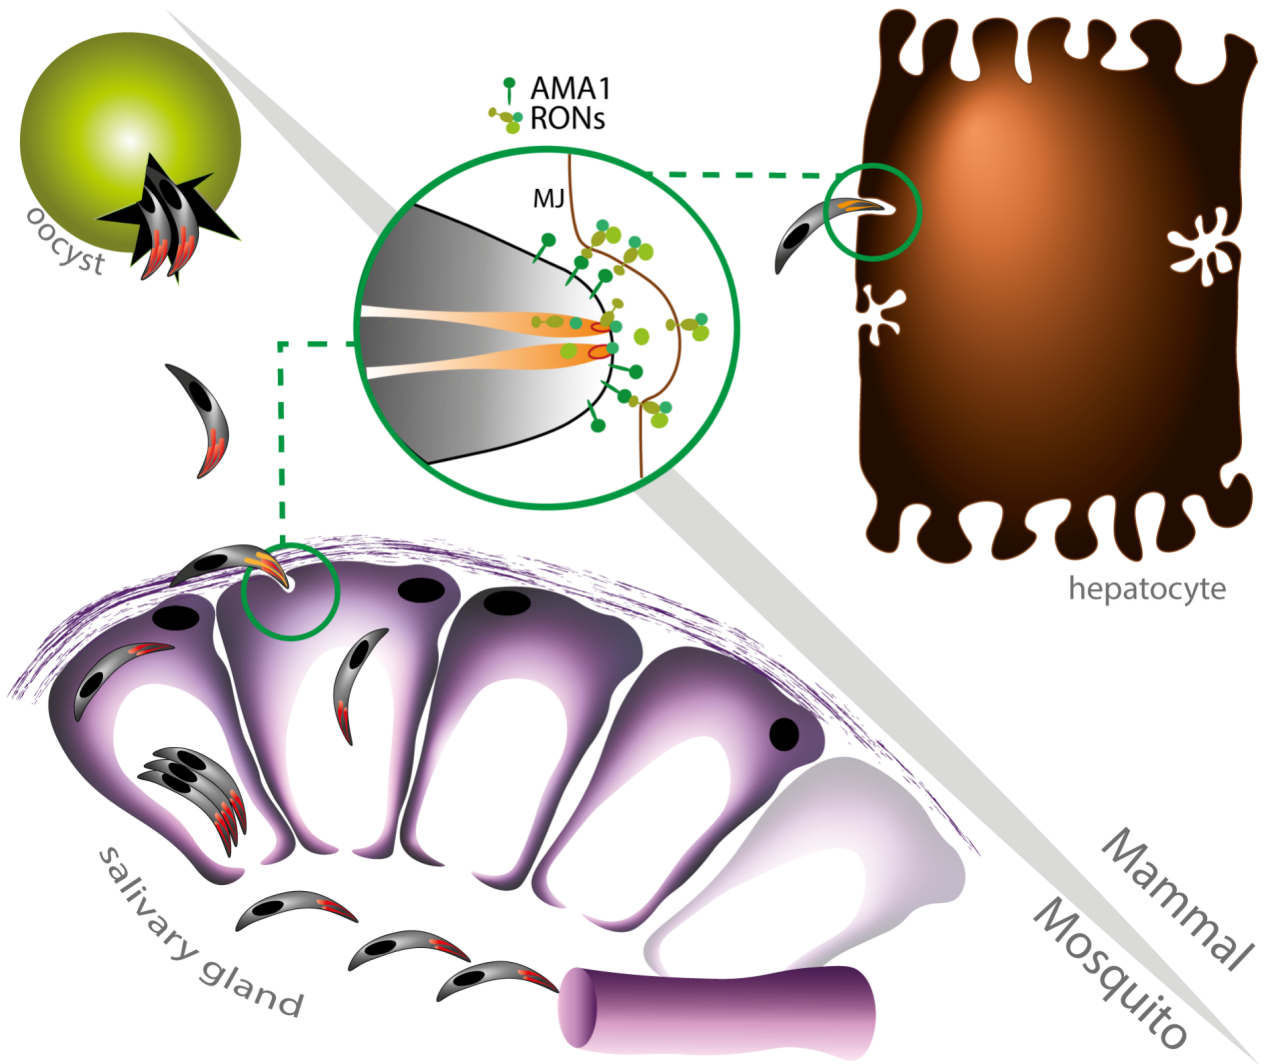 AMA1
RONs
MJ
oocyst
hepatocyte
salivary gland
Mammal
Mosquito